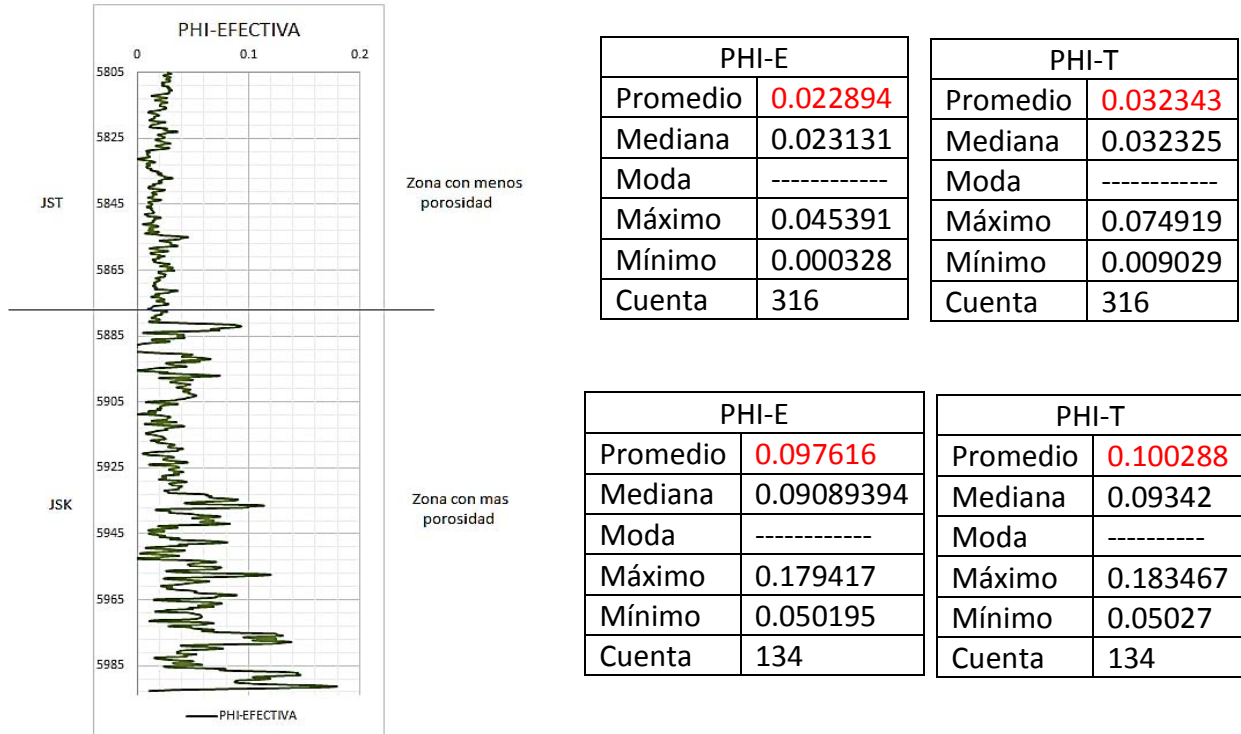 PHI-EFECTIVA
0 0.1 0.2
5805
5825
5845
5865
5885
5905
5925
5945
5965
5985
JST
JSK
Zona con menos
porosidad
Zona con mas
porosidad
PHI-EFECTIVA
PHI-E
Promedio 0.022894
Mediana 0.023131
Moda ------------
Máximo 0.045391
Mínimo 0.000328
Cuenta 316
PHI-T
Promedio 0.032343
Mediana 0.032325
Moda ------------
Máximo 0.074919
Mínimo 0.009029
Cuenta 316
PHI-E
Promedio 0.097616
Mediana 0.09089394
Moda ------------
Máximo 0.179417
Mínimo 0.050195
Cuenta 134
PHI-T
Promedio 0.100288
Mediana 0.09342
Moda ----------
Máximo 0.183467
Mínimo 0.05027
Cuenta 134